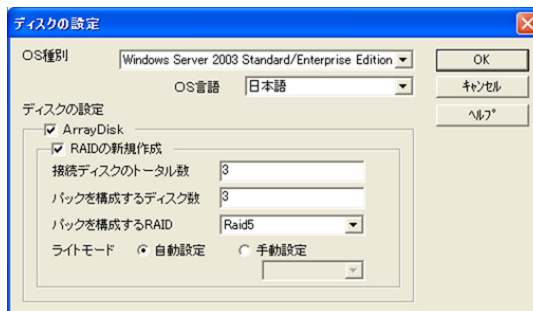 ディスクの設定
OS種別
Windows Server 2003 Standard/Enterprise Edition
OK
OS言語
日本語
キャンセル
ディスクの設定
ヘルプ
ArrayDisk
RAIDの新規作成
接続ディスクのトータル数
3
パックを構成するディスク数
3
パックを構成するRAID
Raid5
ライトモード
自動設定
手動設定